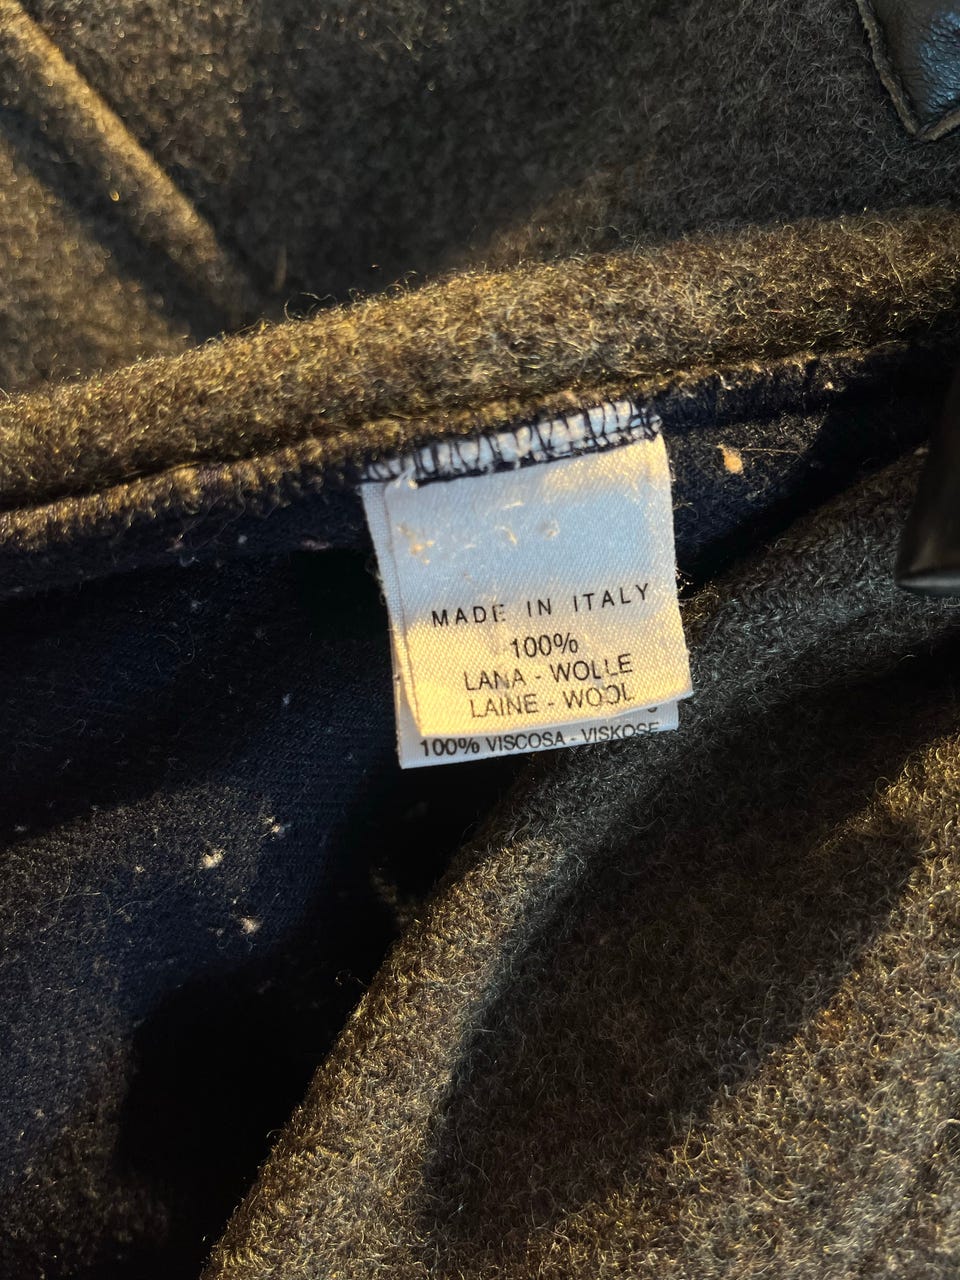 MADE IN ITALY
100%
LANA - WOLLE
LAINE - WOOL
100% VISCOSA - VISKOSE